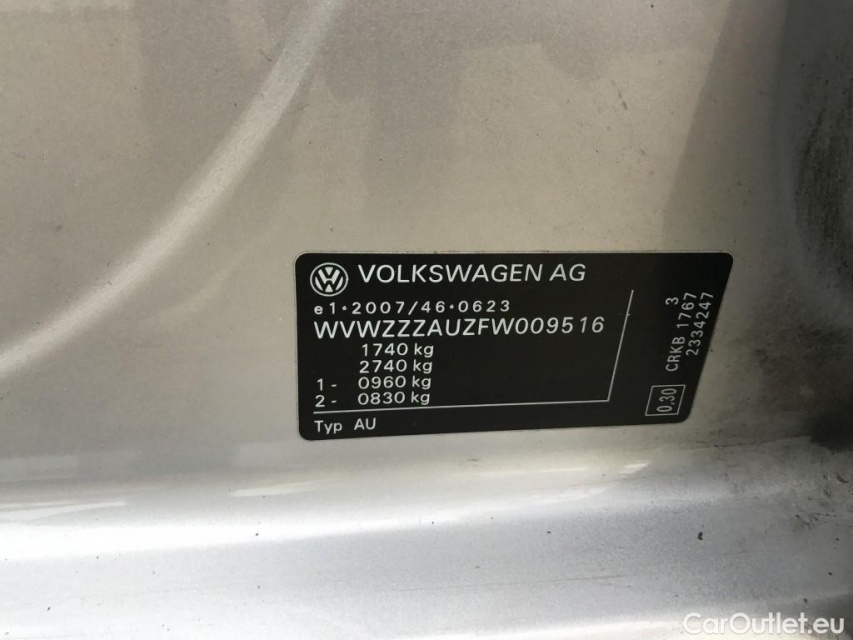 VOLKSWAGEN AG
e1·2007/46·0623
WVWZZZAUZFW009516
1740 kg
2740 kg
1- 0960 kg
2- 0830 kg
Typ AU
3
CRKB 1767
2334247
0,30
CarOutlet.eu